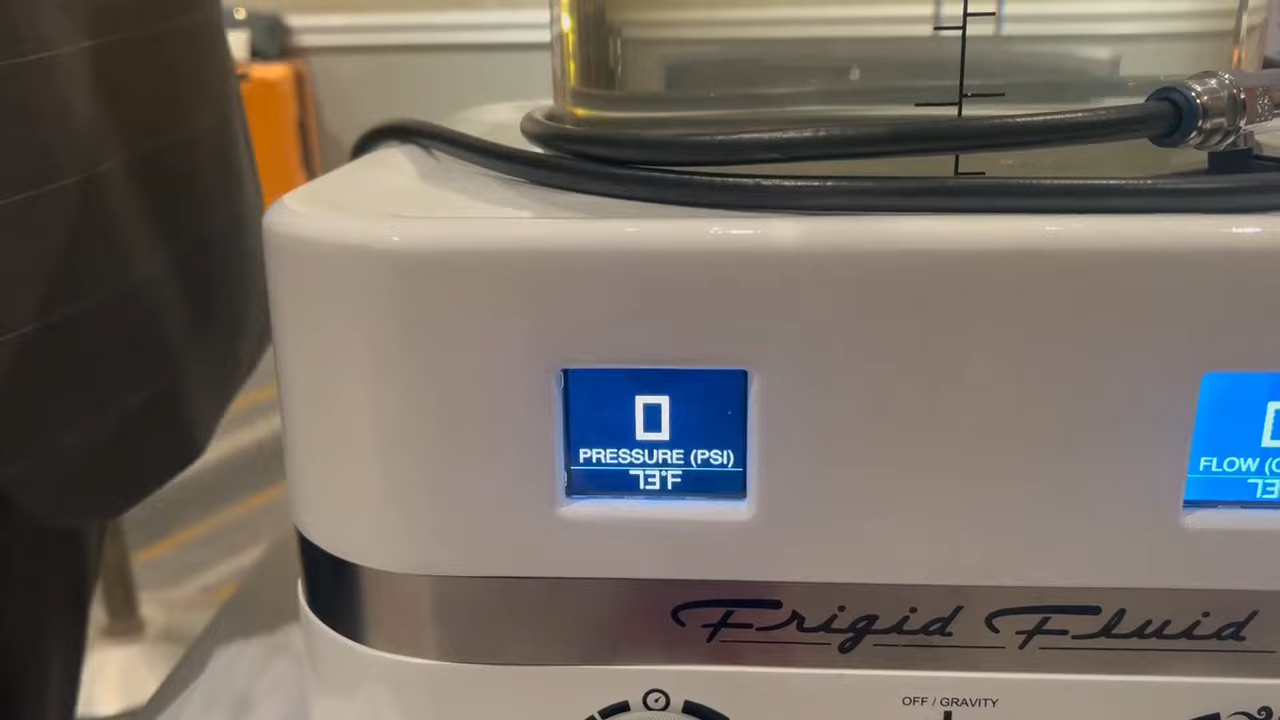 0
PRESSURE (PSI)
73°F
FLOW (
73
Frigid Fluid
OFF / GRAVITY